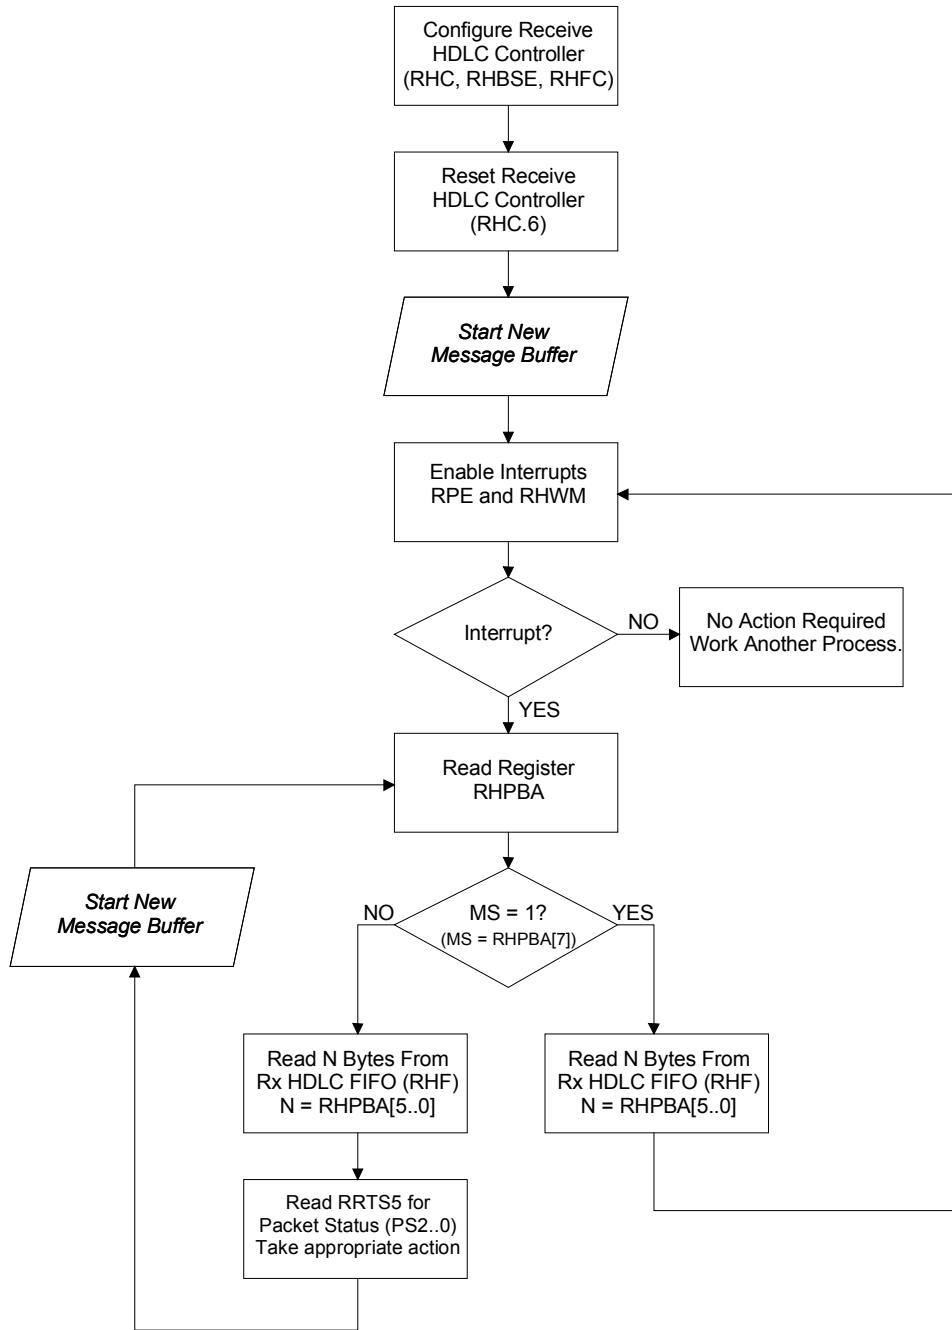 Configure Receive
HDLC Controller
(RHC, RHBSE, RHFC)
Reset Receive
HDLC Controller
(RHC.6)
Start New
Message Buffer
Enable Interrupts
RPE and RHWM
Interrupt?
NO
No Action Required
Work Another Process.
YES
Read Register
RHPBA
Start New
Message Buffer
NO
MS = 1?
(MS = RHPBA[7])
YES
Read N Bytes From
Rx HDLC FIFO (RHF)
N = RHPBA[5..0]
Read N Bytes From
Rx HDLC FIFO (RHF)
N = RHPBA[5..0]
Read RRTS5 for
Packet Status (PS2..0)
Take appropriate action